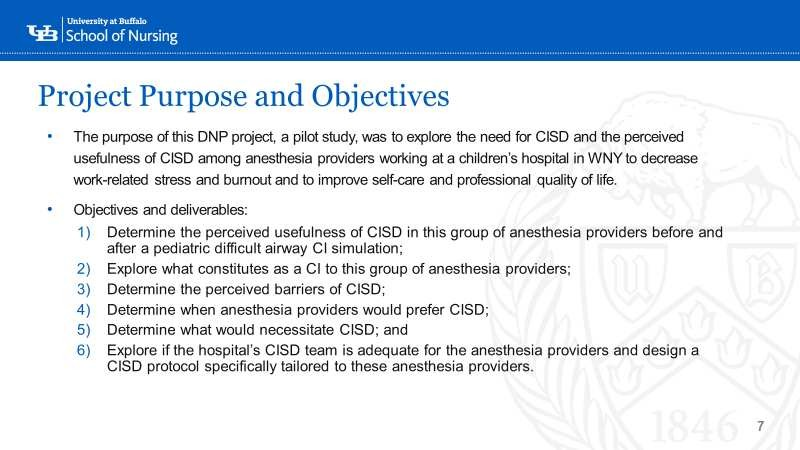 University at Buffalo
UB School of Nursing
Project Purpose and Objectives
• The purpose of this DNP project, a pilot study, was to explore the need for CISD and the perceived
usefulness of CISD among anesthesia providers working at a children's hospital in WNY to decrease
work-related stress and burnout and to improve self-care and professional quality of life.
• Objectives and deliverables:
1) Determine the perceived usefulness of CISD in this group of anesthesia providers before and
after a pediatric difficult airway CI simulation;
2) Explore what constitutes as a CI to this group of anesthesia providers;
3) Determine the perceived barriers of CISD;
4) Determine when anesthesia providers would prefer CISD;
5) Determine what would necessitate CISD; and
6) Explore if the hospital's CISD team is adequate for the anesthesia providers and design a
CISD protocol specifically tailored to these anesthesia providers.
U B
1846
7